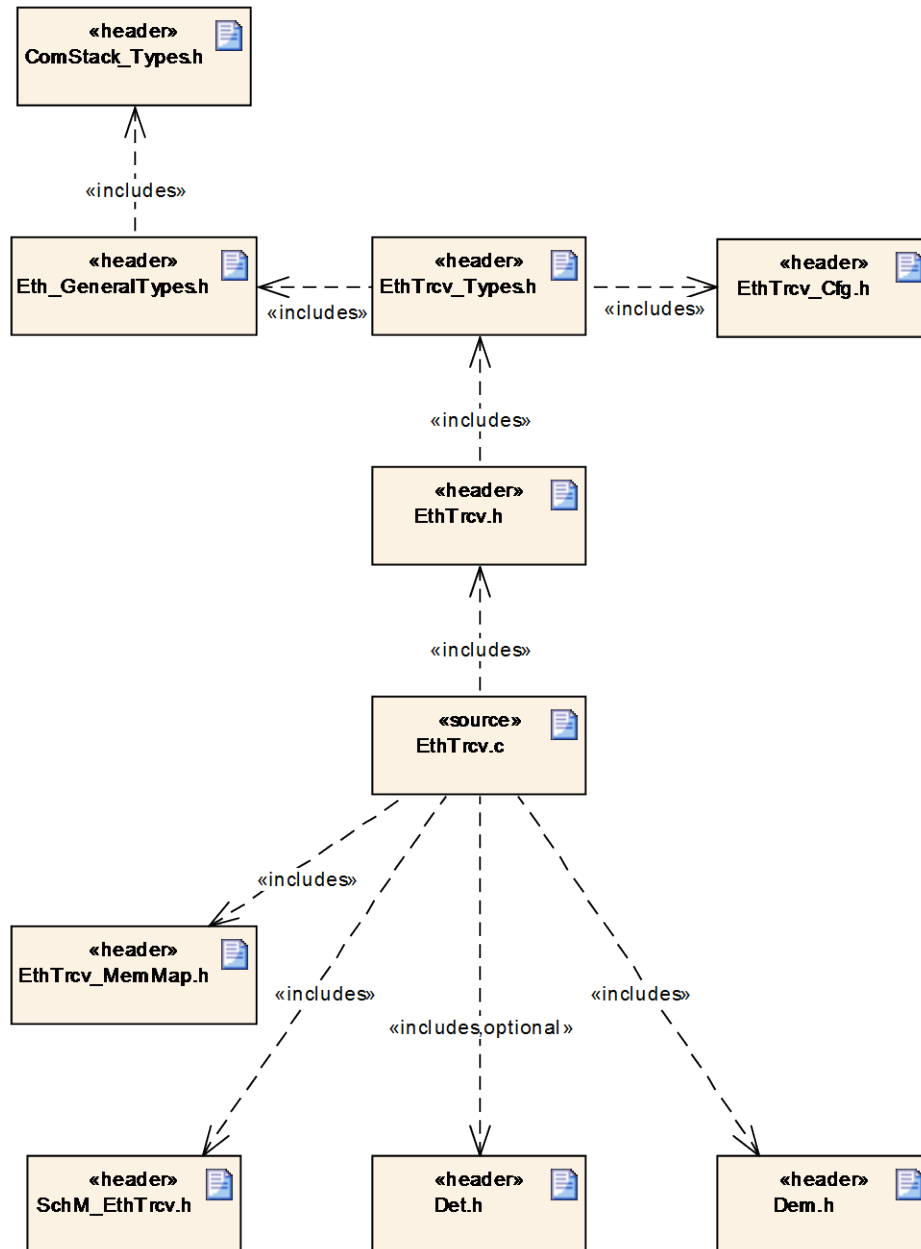 «header»
ComStack_Types.h
«includes»
«header»
Eth_GeneralTypes.h
«header»
EthTrcv_Types.h
«header»
EthTrcv_Cfg.h
«includes»
«includes»
«includes»
«header»
EthTrcv.h
«includes»
«source»
EthTrcv.c
«includes»
«header»
EthTrcv_MemMap.h
«includes»
«includes,optional»
«includes»
«header»
SchM_EthTrcv.h
«header»
Det.h
«header»
Dem.h